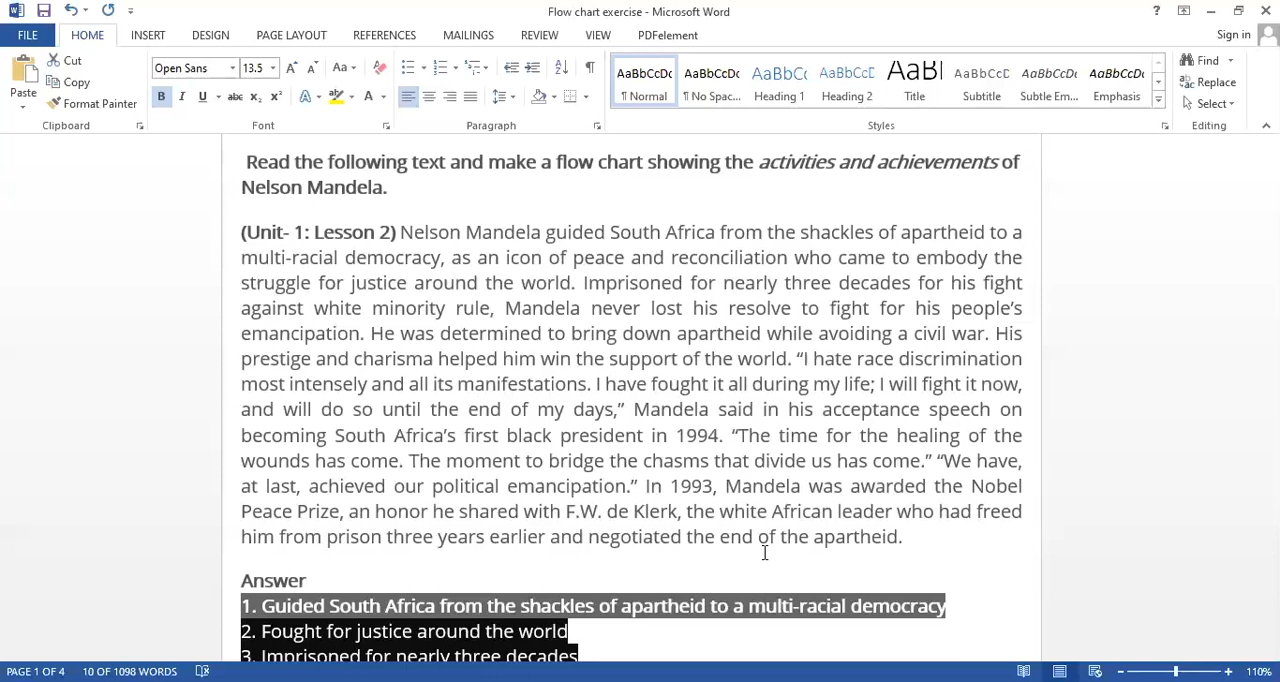 Flow chart exercise - Microsoft Word
?
Sign in
FILE HOME INSERT DESIGN PAGE LAYOUT REFERENCES MAILINGS REVIEW VIEW PDFelement
Paste
Cut
Copy
Format Painter
Clipboard
Open Sans 13.5 A A Aa
B I U abc x₂ x² A A
Font
Paragraph
AaBbCcDc AaBbCcDc AaBbCc AaBbCcC AaBl AaBbCcD AaBbCcDc AaBbCcDc
¶ Normal ¶ No Spac... Heading 1 Heading 2 Title Subtitle Subtle Em... Emphasis
Styles
Find
Replace
Select
Editing
Read the following text and make a flow chart showing the activities and achievements of
Nelson Mandela.
(Unit- 1: Lesson 2) Nelson Mandela guided South Africa from the shackles of apartheid to a
multi-racial democracy, as an icon of peace and reconciliation who came to embody the
struggle for justice around the world. Imprisoned for nearly three decades for his fight
against white minority rule, Mandela never lost his resolve to fight for his people’s
emancipation. He was determined to bring down apartheid while avoiding a civil war. His
prestige and charisma helped him win the support of the world. “I hate race discrimination
most intensely and all its manifestations. I have fought it all during my life; I will fight it now,
and will do so until the end of my days,” Mandela said in his acceptance speech on
becoming South Africa’s first black president in 1994. “The time for the healing of the
wounds has come. The moment to bridge the chasms that divide us has come.” “We have,
at last, achieved our political emancipation.” In 1993, Mandela was awarded the Nobel
Peace Prize, an honor he shared with F.W. de Klerk, the white African leader who had freed
him from prison three years earlier and negotiated the end of the apartheid.
Answer
1. Guided South Africa from the shackles of apartheid to a multi-racial democracy
2. Fought for justice around the world
3. Imprisoned for nearly three decades
PAGE 1 OF 4 10 OF 1098 WORDS 110%